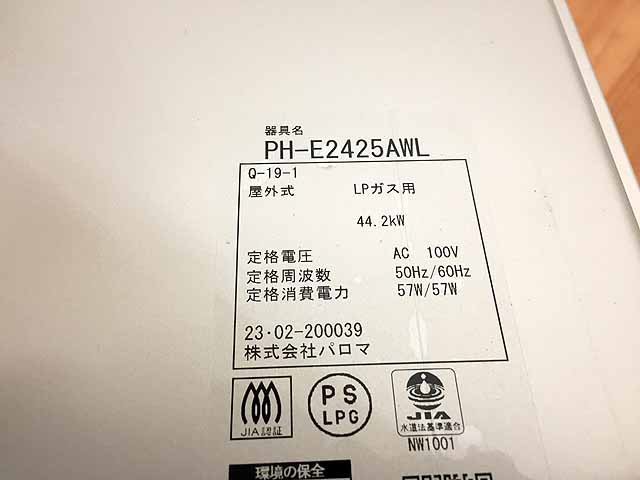 器具名
PH-E2425AWL
Q-19-1
屋外式 LPガス用
44.2kW
定格電圧 AC 100V
定格周波数 50Hz/60Hz
定格消費電力 57W/57W
23・02-200039
株式会社パロマ
JIA認証
PS
LPG
JIA
水道法基準適合
NW1001
環境の保全